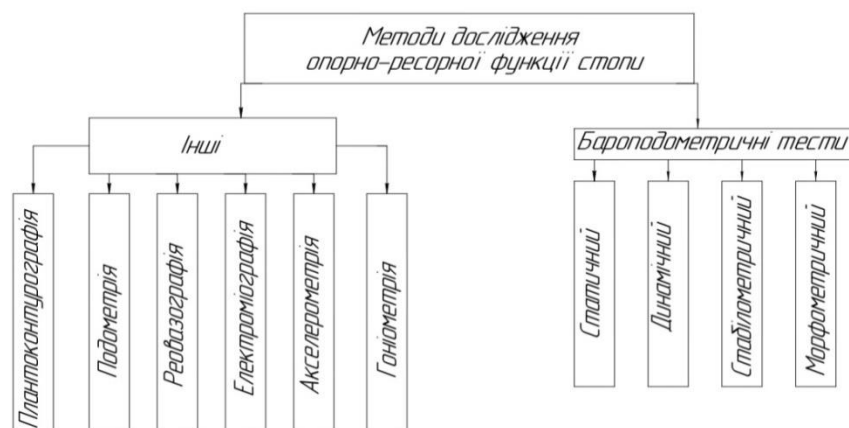 Методи дослідження
опорно-ресорної функції стопи
Інші
Бароподометричні тести
Плантоконтурографія
Подометрія
Реовазографія
Електроміографія
Акселерометрія
Гоніометрія
Статичний
Динамічний
Стабілометричний
Морфометричний